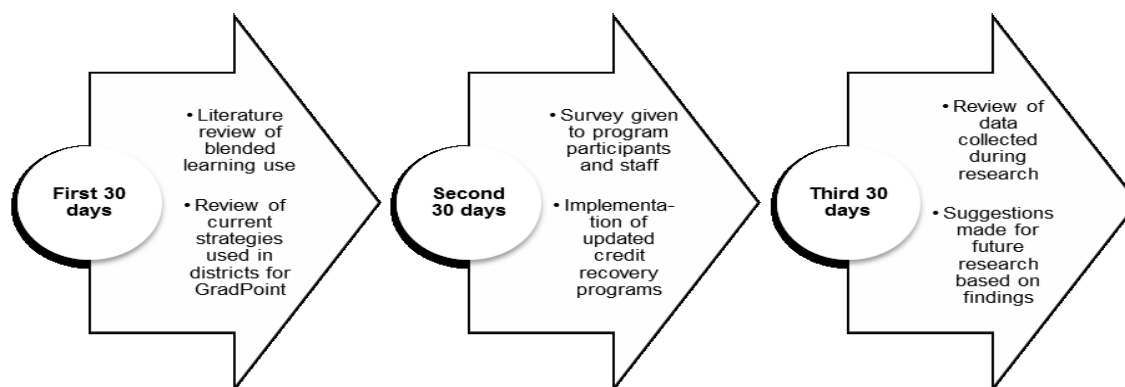 First 30
days
• Literature
review of
blended
learning use
• Review of
current
strategies
used in
districts for
GradPoint
Second
30 days
• Survey given
to program
participants
and staff
• Implementa-
tion of
updated
credit
recovery
programs
Third 30
days
• Review of
data
collected
during
research
• Suggestions
made for
future
research
based on
findings